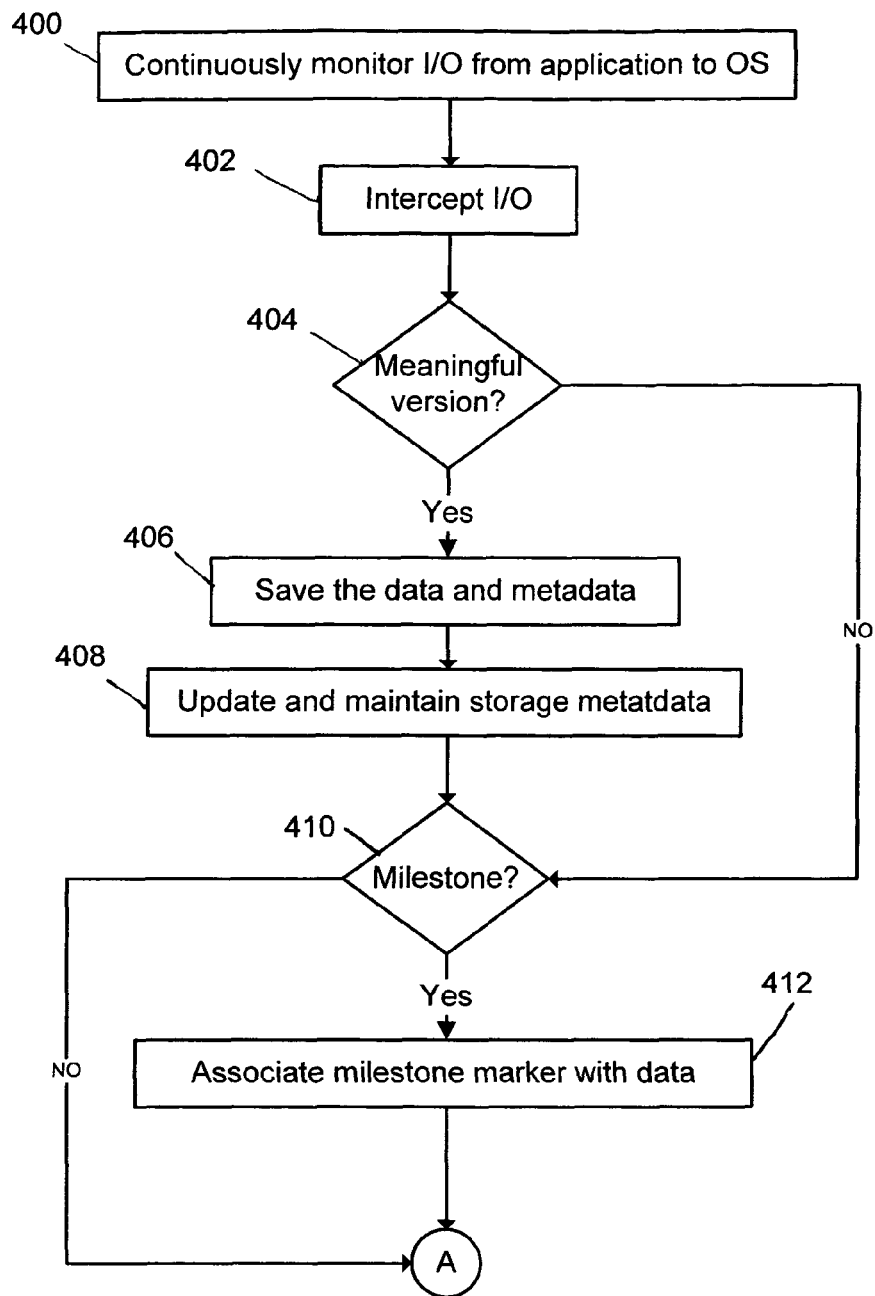 400
Continuously monitor I/O from application to OS
402
Intercept I/O
404
Meaningful
version?
Yes
NO
406
Save the data and metadata
408
Update and maintain storage metatdata
410
Milestone?
Yes
NO
412
Associate milestone marker with data
A